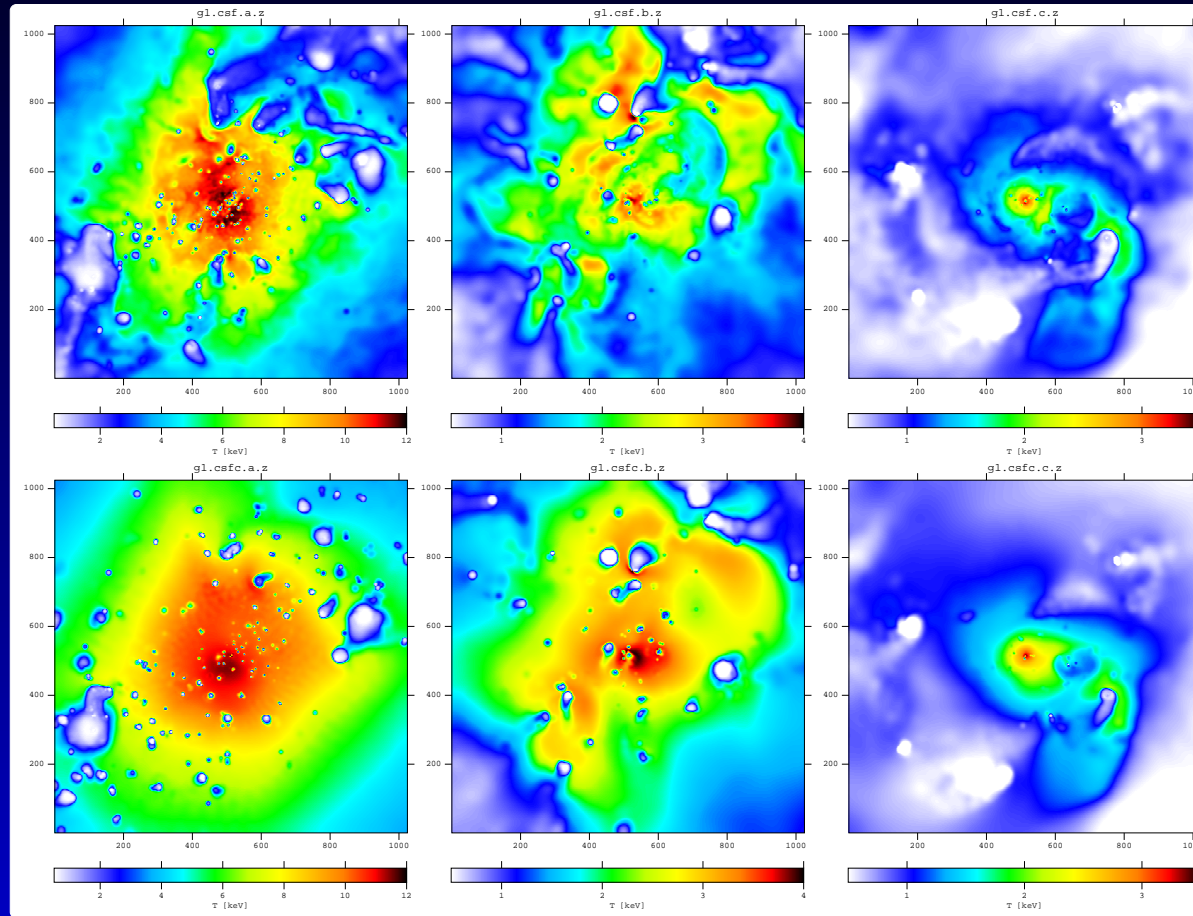 gl.csf.a.z gl.csf.b.z gl.csf.c.z
1000 1000 1000
800 800 800
600 600 600
400 400 400
200 200 200
200 400 600 800 1000 200 400 600 800 1000 200 400 600 800
2 4 6 8 10 12 1 2 3 4 1 2 3
T [keV] T [keV] T [keV]
gl.csfc.a.z gl.csfc.b.z gl.csfc.c.z
1000 1000 1000
800 800 800
600 600 600
400 400 400
200 200 200
200 400 600 800 1000 200 400 600 800 1000 200 400 600 800
2 4 6 8 10 12 1 2 3 4 1 2 3
T [keV] T [keV] T [keV]